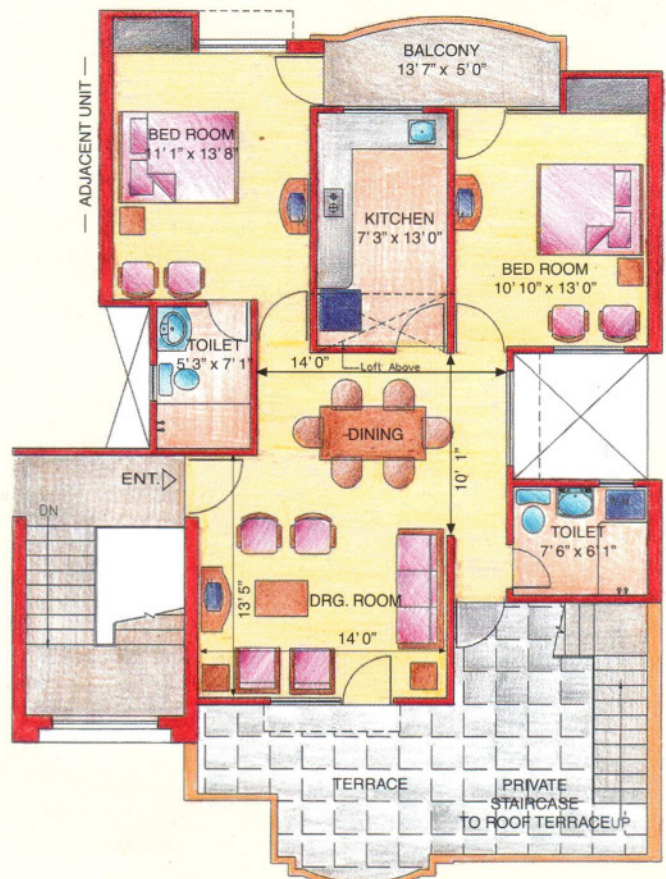 BALCONY
13' 7" x 5' 0"
— ADJACENT UNIT —
BED ROOM
11' 1" x 13' 8"
KITCHEN
7' 3" x 13' 0"
BED ROOM
10' 10" x 13' 0"
TOILET
5' 3" x 7' 1"
14' 0"
Loft Above
DINING
10' 1"
ENT.
DN
TOILET
7' 6" x 6' 1"
13' 5"
DRG. ROOM
14' 0"
TERRACE
PRIVATE
STAIRCASE
TO ROOF TERRACE
UP